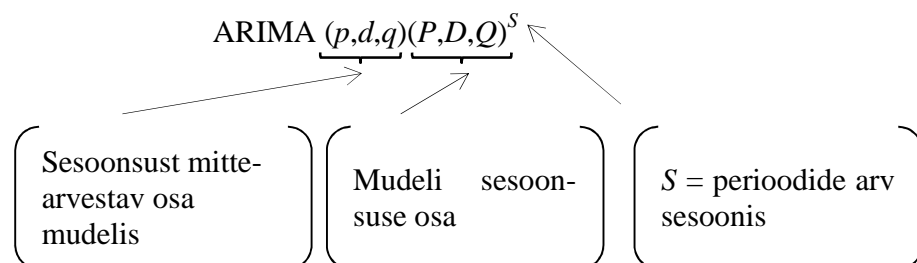 ARIMA (p,d,q)(P,D,Q)^S
Sesoonsust mitte-
arvestav osa
mudelis
Mudeli sesoon-
suse osa
S = perioodide arv
sesoonis